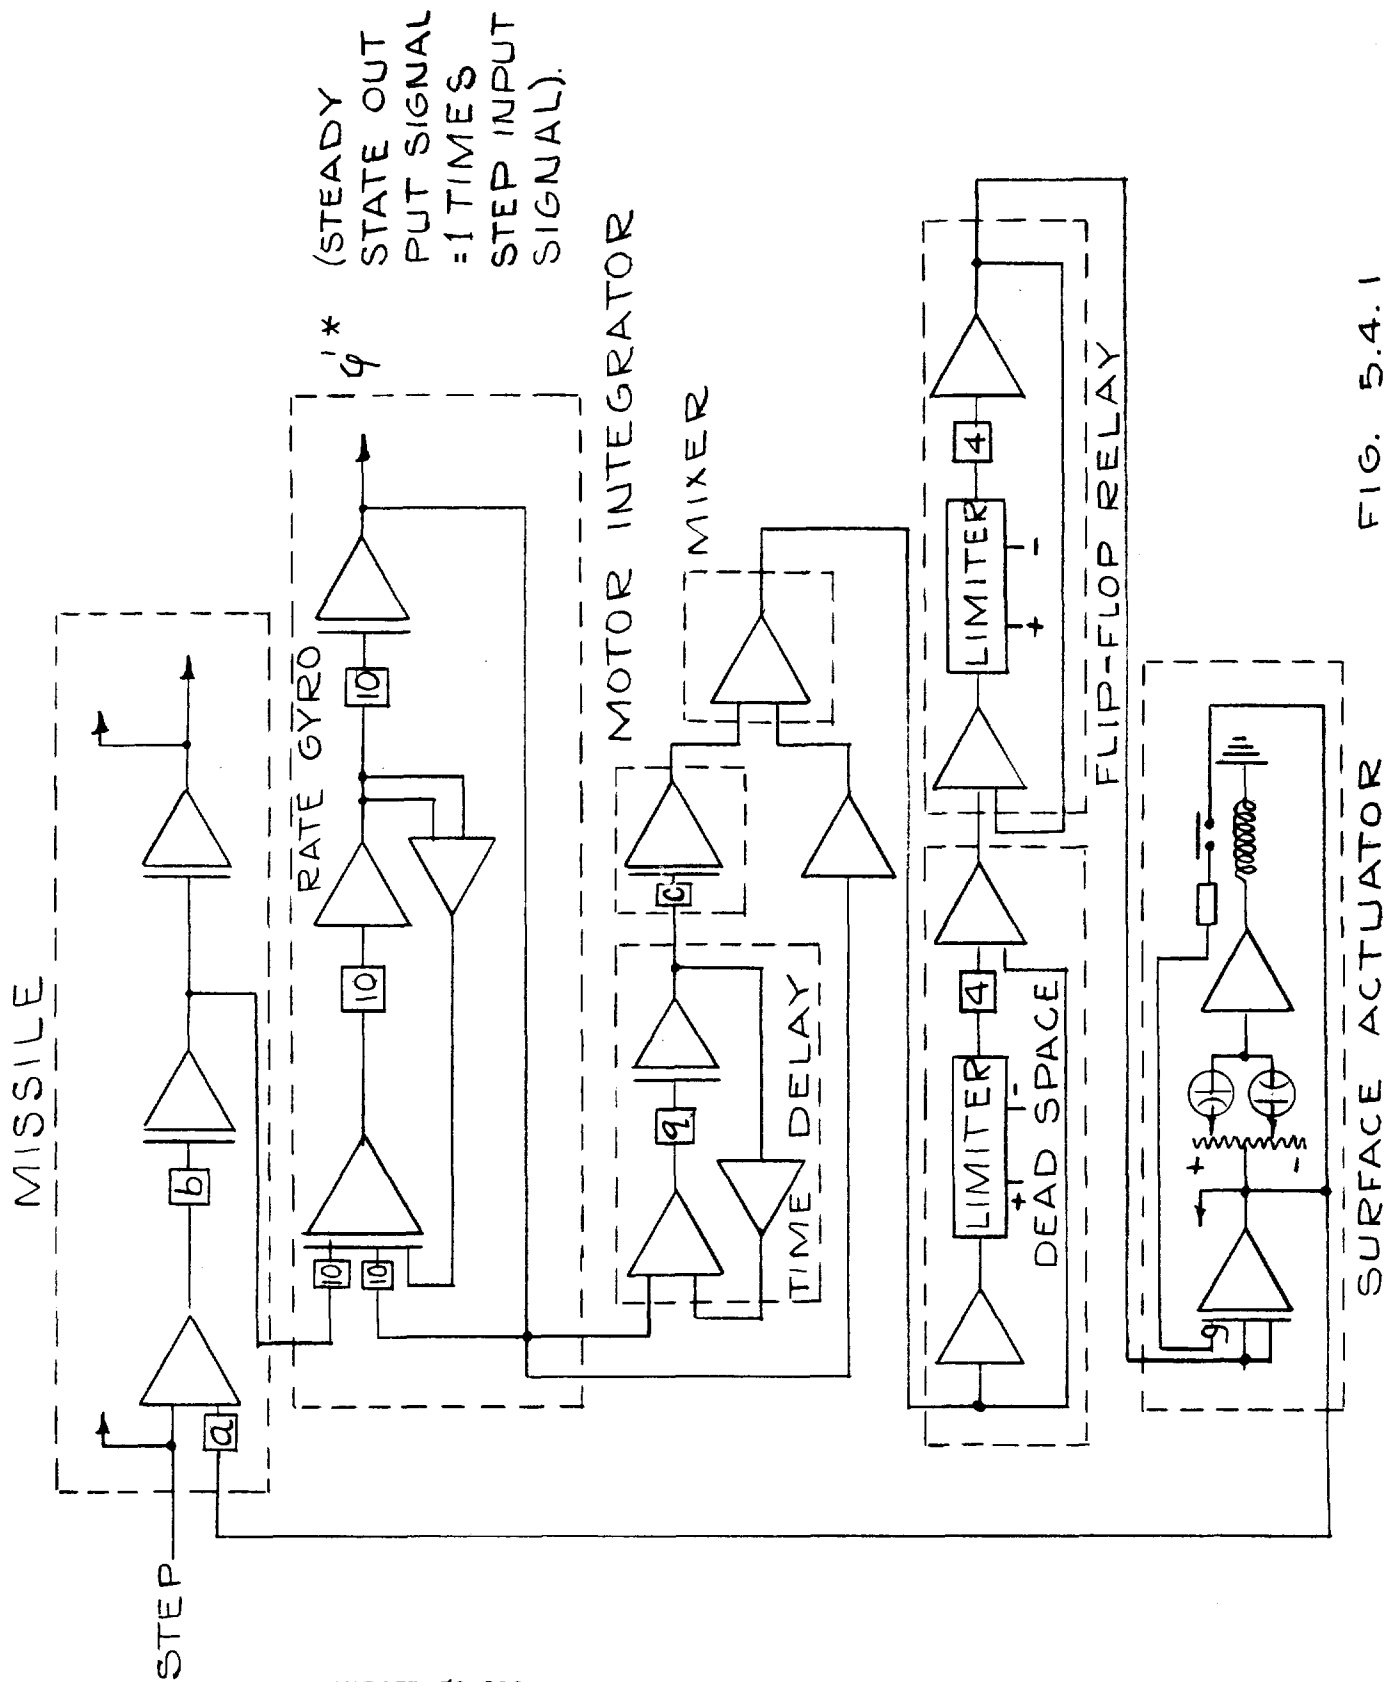 MISSILE
STEP
a
b
RATE GYRO
10
10
10
10
φ'*
(STEADY
STATE OUT
PUT SIGNAL
=1 TIMES
STEP INPUT
SIGNAL).
MOTOR INTEGRATOR
c
TIME DELAY
q
MIXER
DEAD SPACE
LIMITER
+ -
4
FLIP-FLOP RELAY
LIMITER
+ -
4
SURFACE ACTUATOR
g
+
-
FIG. 5.4.1